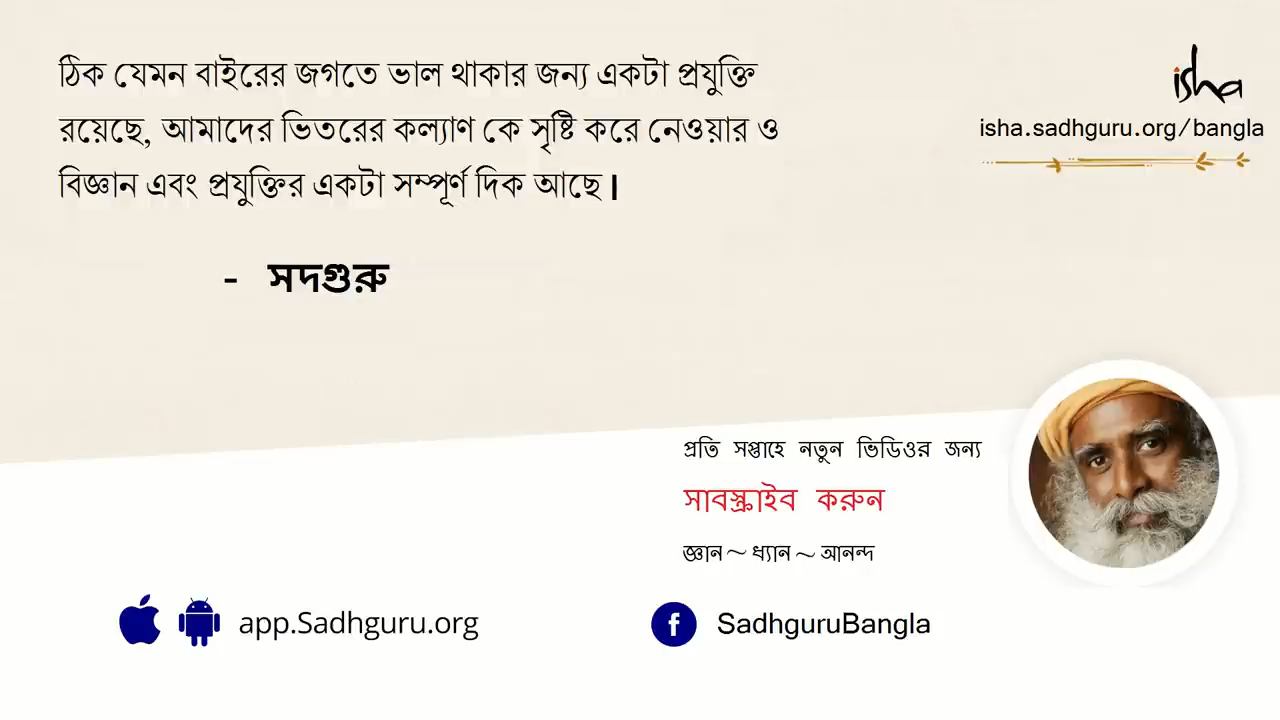 ঠিক যেমন বাইরের জগতে ভাল থাকার জন্য একটা প্রযুক্তি
রয়েছে, আমাদের ভিতরের কল্যাণ কে সৃষ্টি করে নেওয়ার ও
বিজ্ঞান এবং প্রযুক্তির একটা সম্পূর্ণ দিক আছে।
- সদগুরু
isha
isha.sadhguru.org/bangla
প্রতি সপ্তাহে নতুন ভিডিওর জন্য
সাবস্ক্রাইব করুন
জ্ঞান ~ ধ্যান ~ আনন্দ
app.Sadhguru.org
f SadhguruBangla